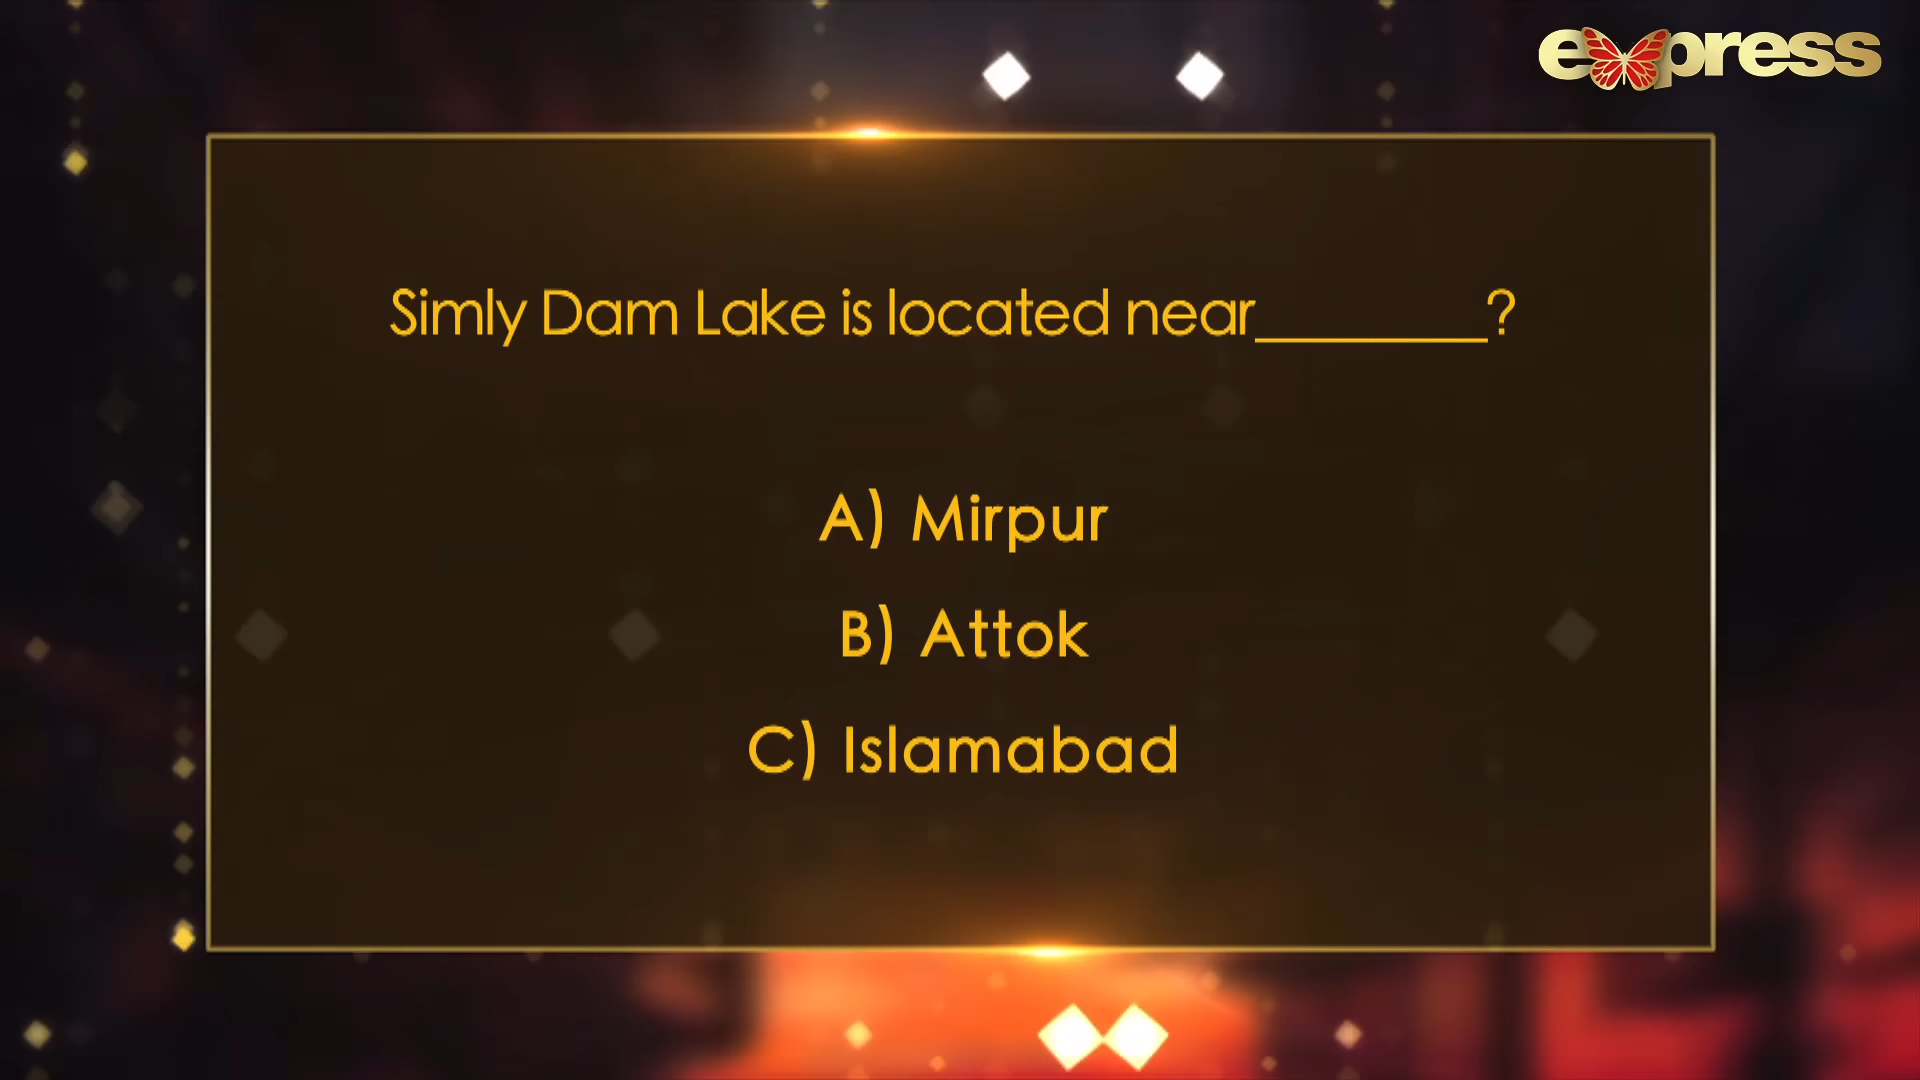 express
Simly Dam Lake is located near________?
A) Mirpur
B) Attok
C) Islamabad